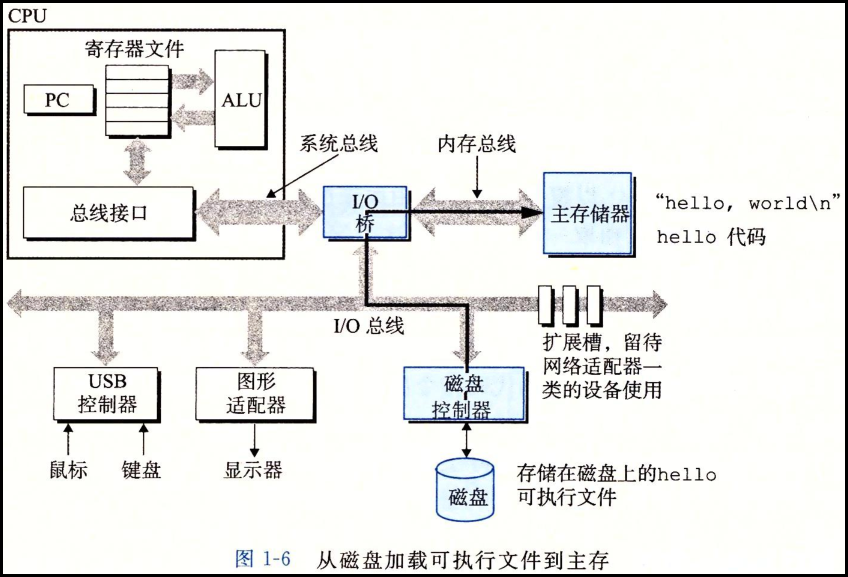 CPU
寄存器文件
PC
ALU
系统总线
内存总线
总线接口
I/O
桥
主存储器
“hello, world\n”
hello 代码
I/O 总线
扩展槽，留待
网络适配器一
类的设备使用
USB
控制器
图形
适配器
磁盘
控制器
鼠标
键盘
显示器
磁盘
存储在磁盘上的hello
可执行文件
图 1-6 从磁盘加载可执行文件到主存